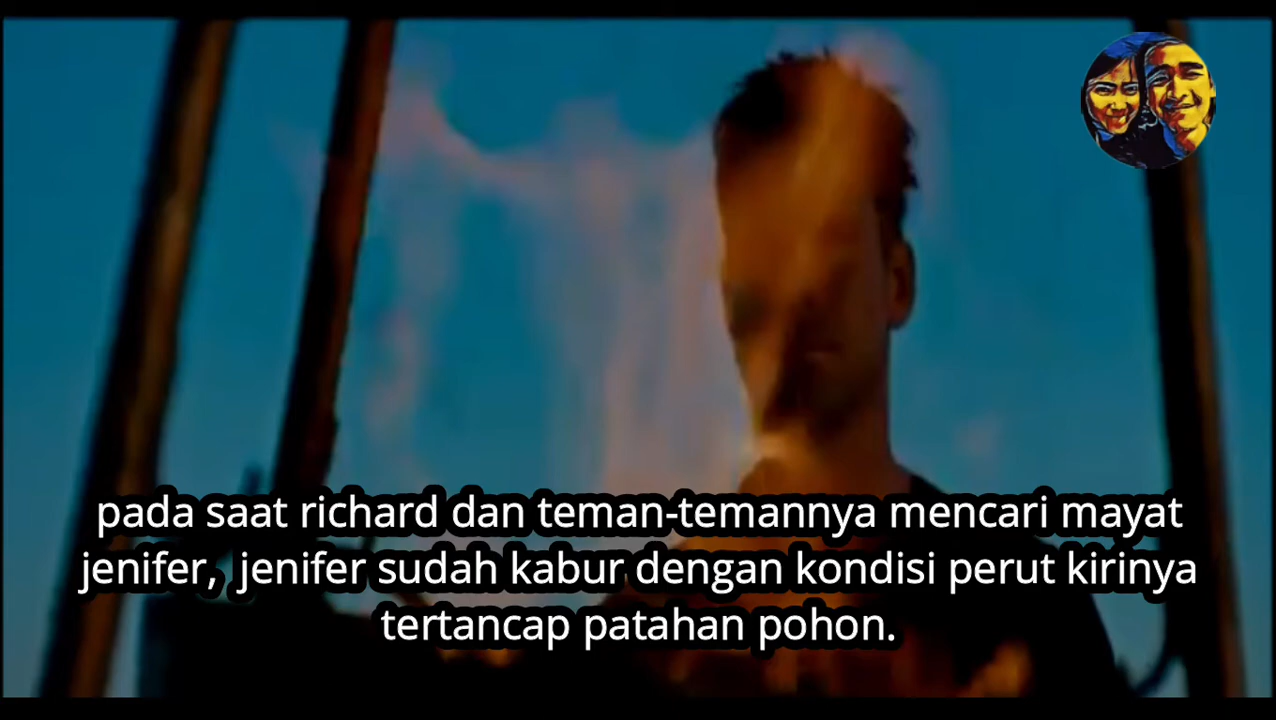 pada saat richard dan teman-temannya mencari mayat
jenifer, jenifer sudah kabur dengan kondisi perut kirinya
tertancap patahan pohon.